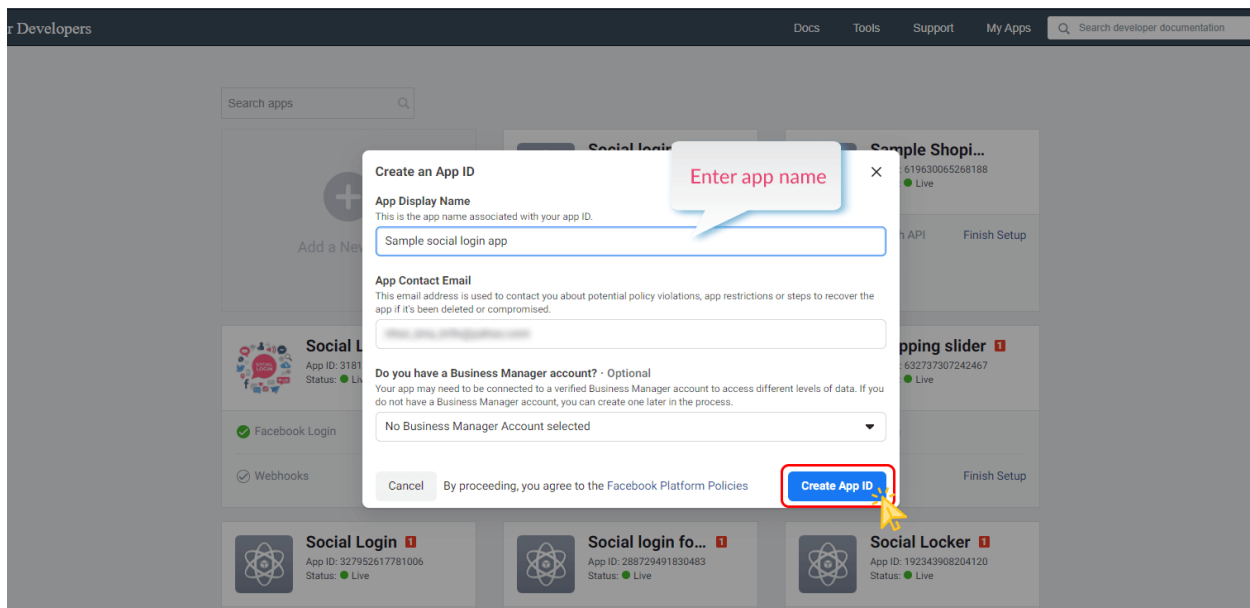 r Developers
Docs
Tools
Support
My Apps
Search developer documentation
Search apps
Add a Ne
Social login
Sample Shopi...
: 619630065268188
Live
h API
Finish Setup
Enter app name
Create an App ID
App Display Name
This is the app name associated with your app ID.
Sample social login app
App Contact Email
This email address is used to contact you about potential policy violations, app restrictions or steps to recover the
app if it's been deleted or compromised.
Do you have a Business Manager account? · Optional
Your app may need to be connected to a verified Business Manager account to access different levels of data. If you
do not have a Business Manager account, you can create one later in the process.
No Business Manager Account selected
Cancel
By proceeding, you agree to the Facebook Platform Policies
Create App ID
SOCIAL
LOGIN
Social L
App ID: 3181
Status: Liv
Facebook Login
Webhooks
pping slider 1
: 632737307242467
Live
Finish Setup
Social Login 1
App ID: 327952617781006
Status: Live
Social login fo... 1
App ID: 288729491830483
Status: Live
Social Locker 1
App ID: 192343908204120
Status: Live